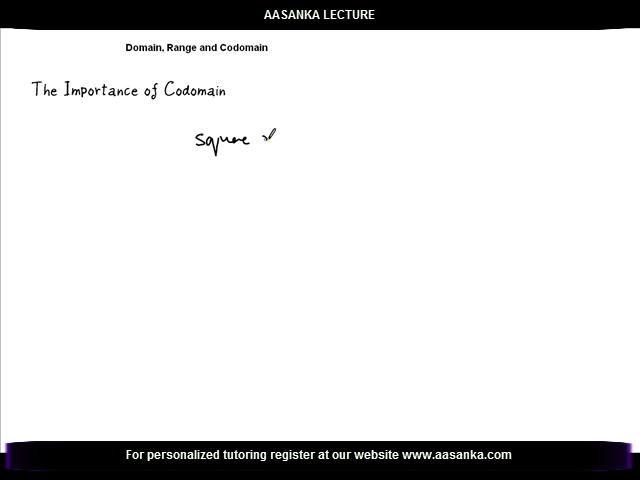 AASANKA LECTURE
Domain, Range and Codomain
The Importance of Codomain
Square
For personalized tutoring register at our website www.aasanka.com